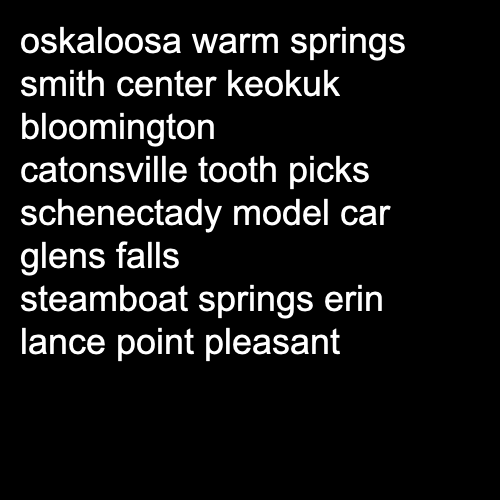 oskaloosa warm springs
smith center keokuk
bloomington
catonsville tooth picks
schenectady model car
glens falls
steamboat springs erin
lance point pleasant